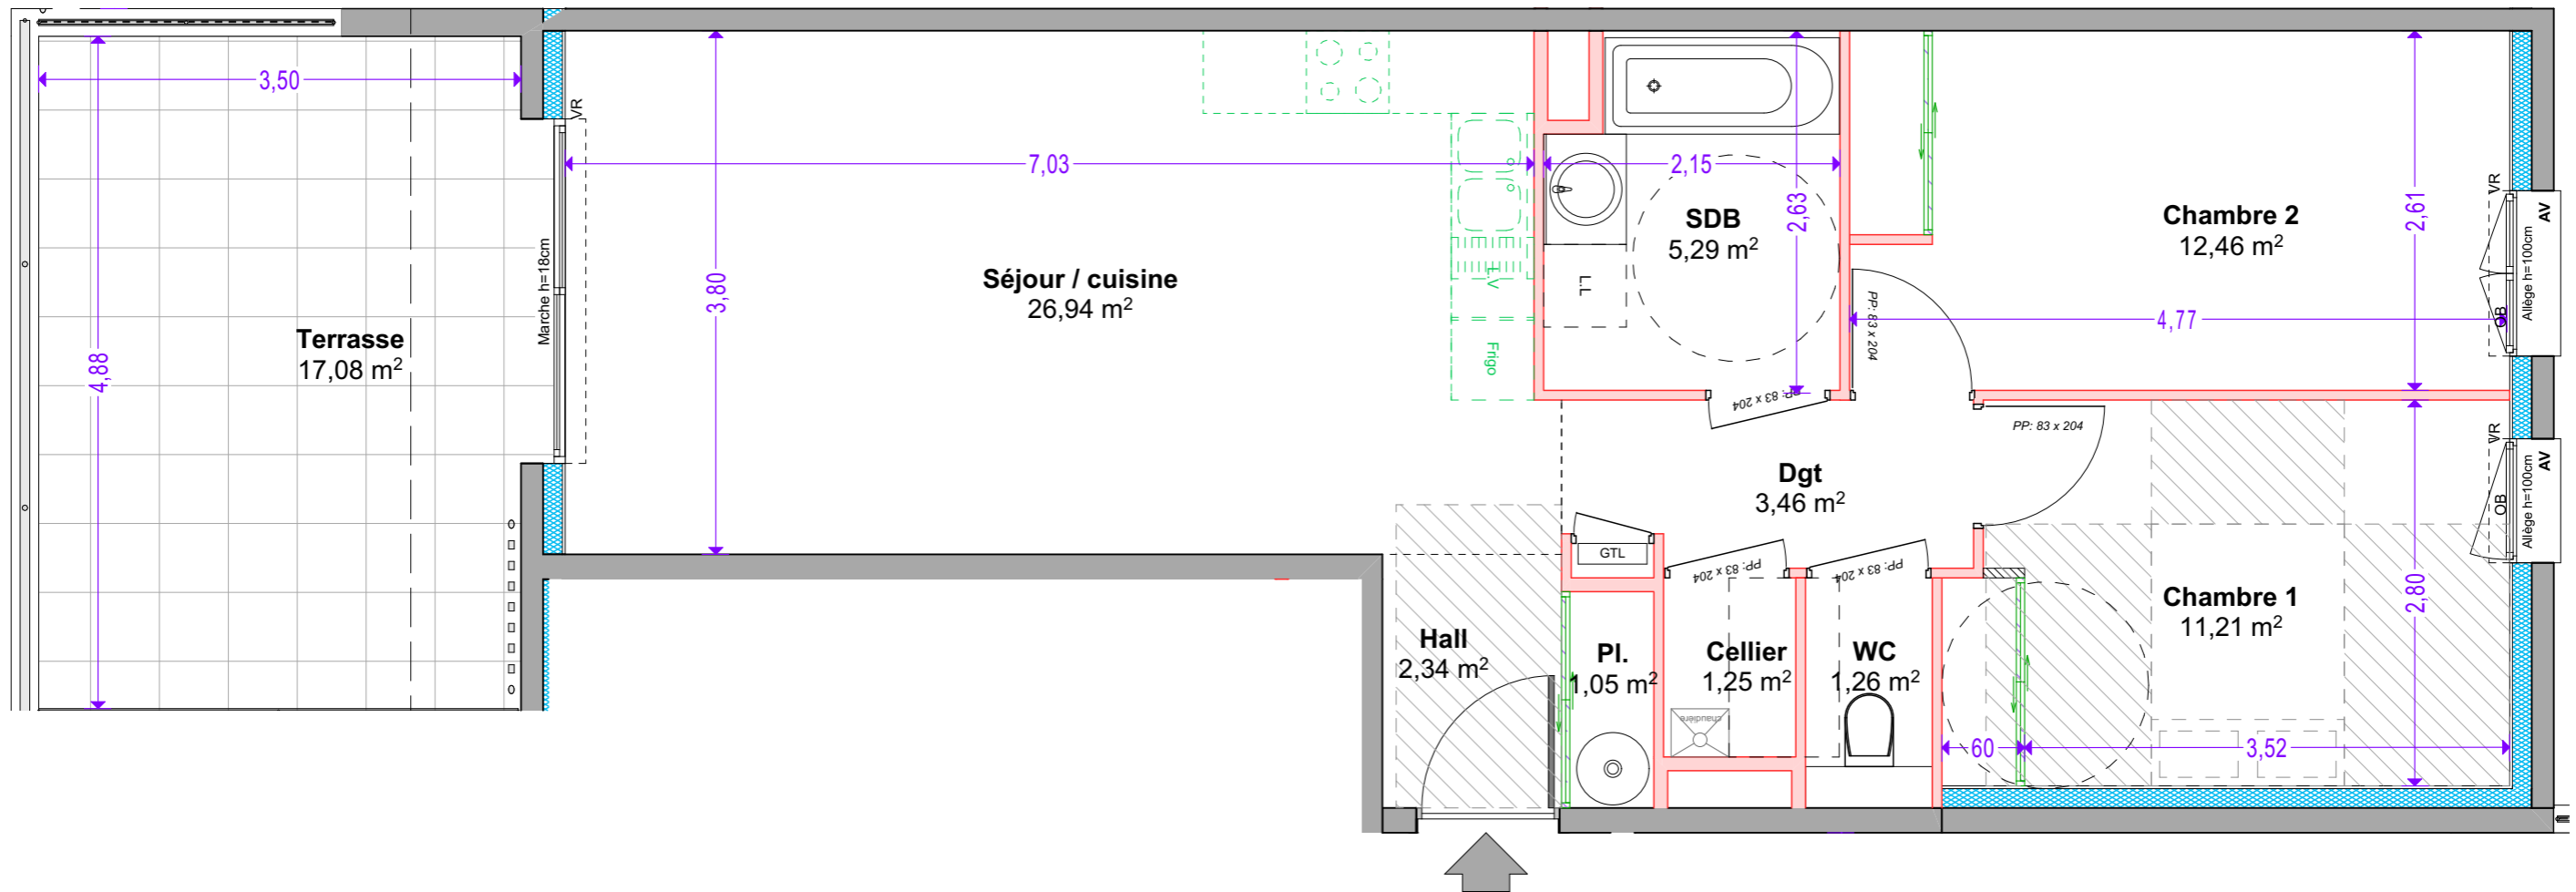 3,50
4,88
Terrasse
17,08 m²
VR
Marche h=18cm
7,03
3,80
Séjour / cuisine
26,94 m²
L.V
Frigo
2,15
2,63
SDB
5,29 m²
L.L
PP: 83 x 204
PP: 83 x 204
Chambre 2
12,46 m²
2,61
4,77
VR
OB
AV
Allège h=100cm
PP: 83 x 204
Dgt
3,46 m²
VR
OB
AV
Allège h=100cm
GTL
PP: 83 x 204
PP: 83 x 204
Hall
2,34 m²
Pl.
1,05 m²
Cellier
1,25 m²
chaudière
WC
1,26 m²
Chambre 1
11,21 m²
2,80
60
3,52